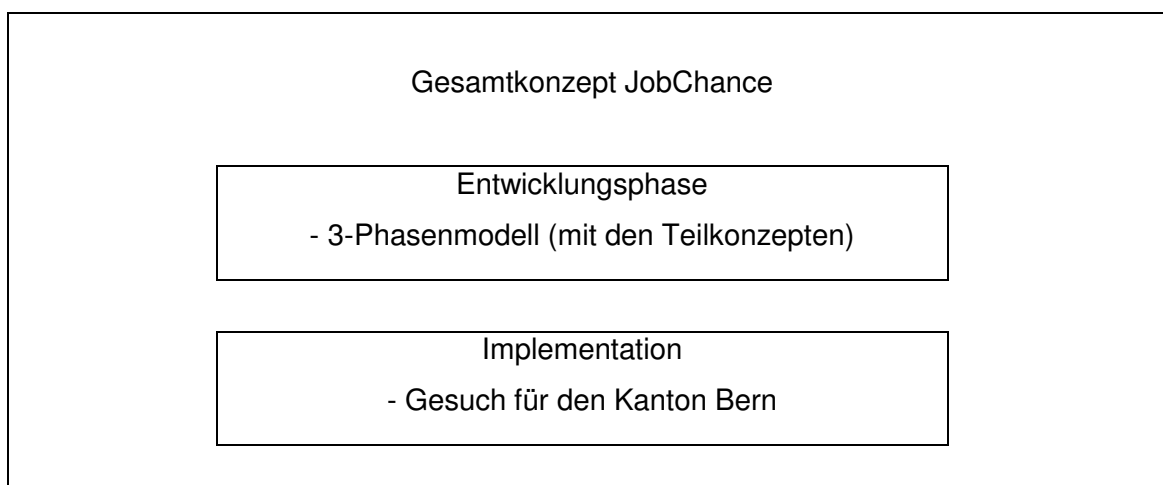 Gesamtkonzept JobChance
Entwicklungsphase
- 3-Phasenmodell (mit den Teilkonzepten)
Implementation
- Gesuch für den Kanton Bern